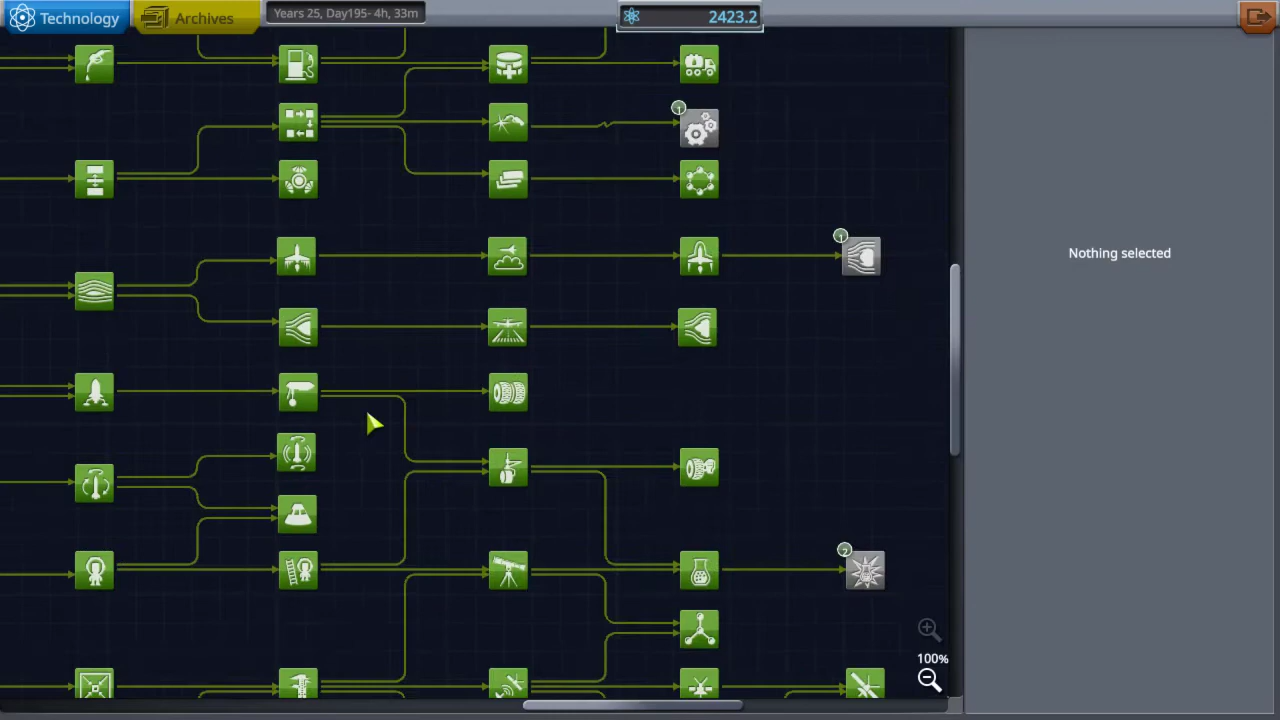 Technology
Archives
Years 25, Day195- 4h, 33m
2423.2
1
1
Nothing selected
2
100%